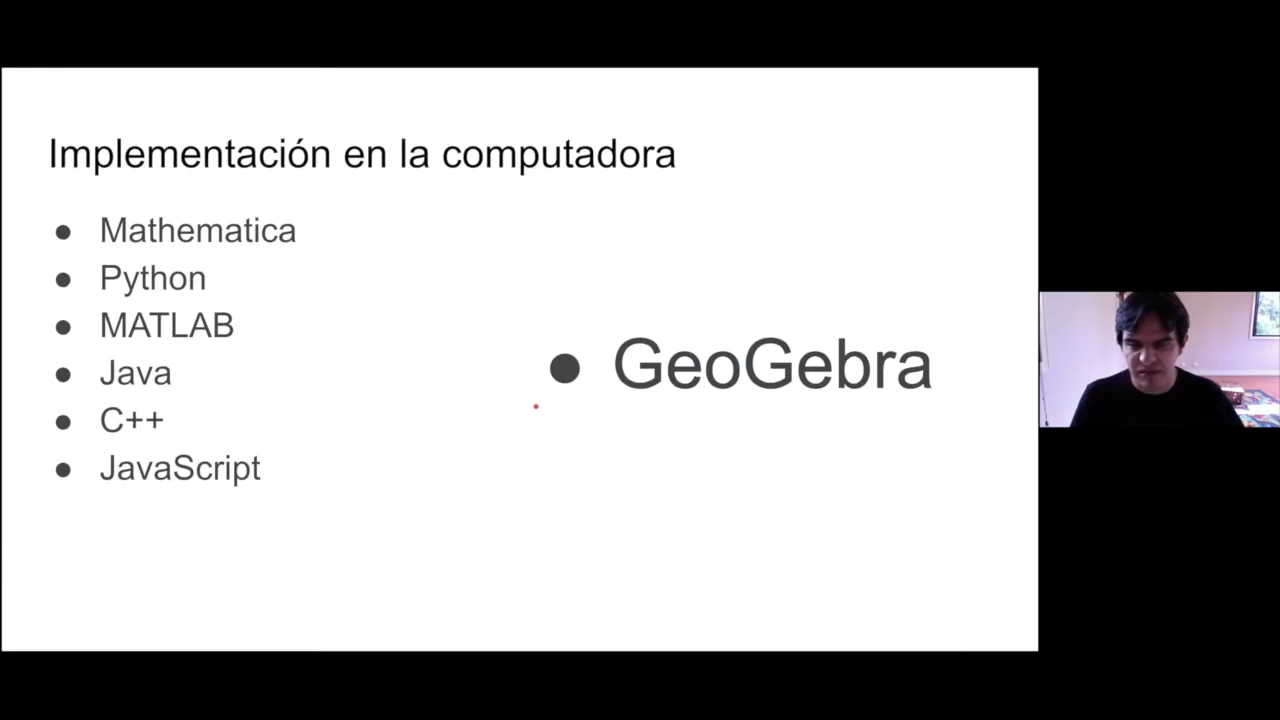 Implementación en la computadora
● Mathematica
● Python
● MATLAB
● Java
● C++
● JavaScript
● GeoGebra